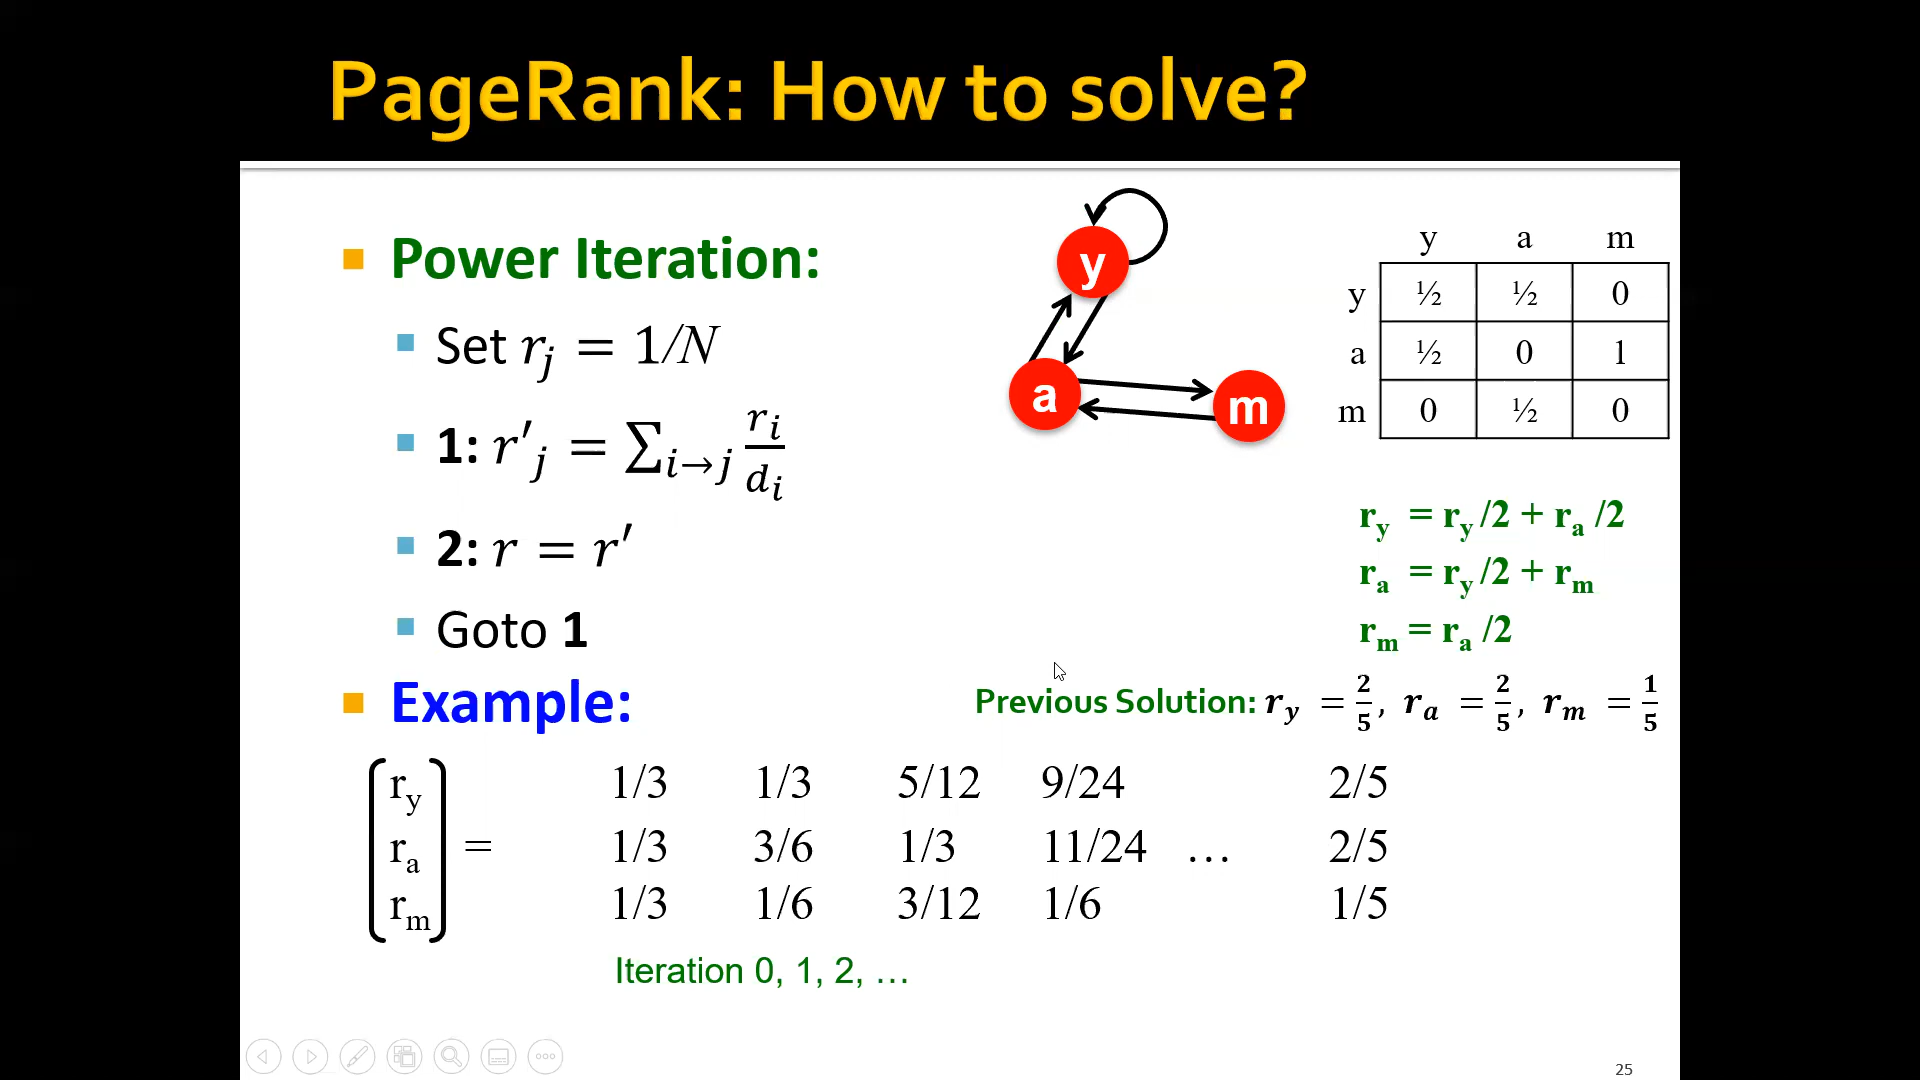 PageRank: How to solve?
Power Iteration:
Set r_j = 1/N
1: r'_j = ∑_{i→j} r_i/d_i
2: r = r'
Goto 1
y
a
m
y a m
y ½ ½ 0
a ½ 0 1
m 0 ½ 0
r_y = r_y /2 + r_a /2
r_a = r_y /2 + r_m
r_m = r_a /2
Example:
Previous Solution: r_y = 2/5, r_a = 2/5, r_m = 1/5
r_y 1/3 1/3 5/12 9/24 2/5
r_a = 1/3 3/6 1/3 11/24 … 2/5
r_m 1/3 1/6 3/12 1/6 1/5
Iteration 0, 1, 2, …
25